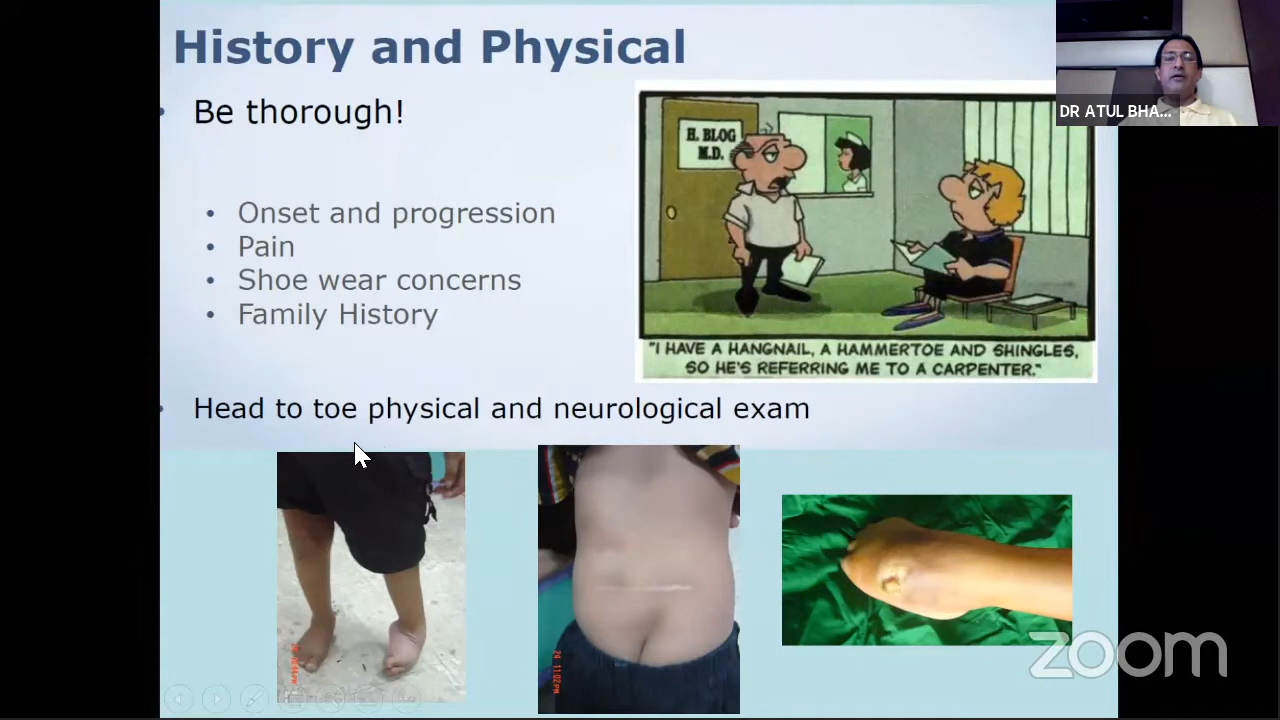 History and Physical
DR ATUL BHA...
• Be thorough!
H. BLOG
M.D.
• Onset and progression
• Pain
• Shoe wear concerns
• Family History
"I HAVE A HANGNAIL, A HAMMERTOE AND SHINGLES,
SO HE'S REFERRING ME TO A CARPENTER."
• Head to toe physical and neurological exam
zoom